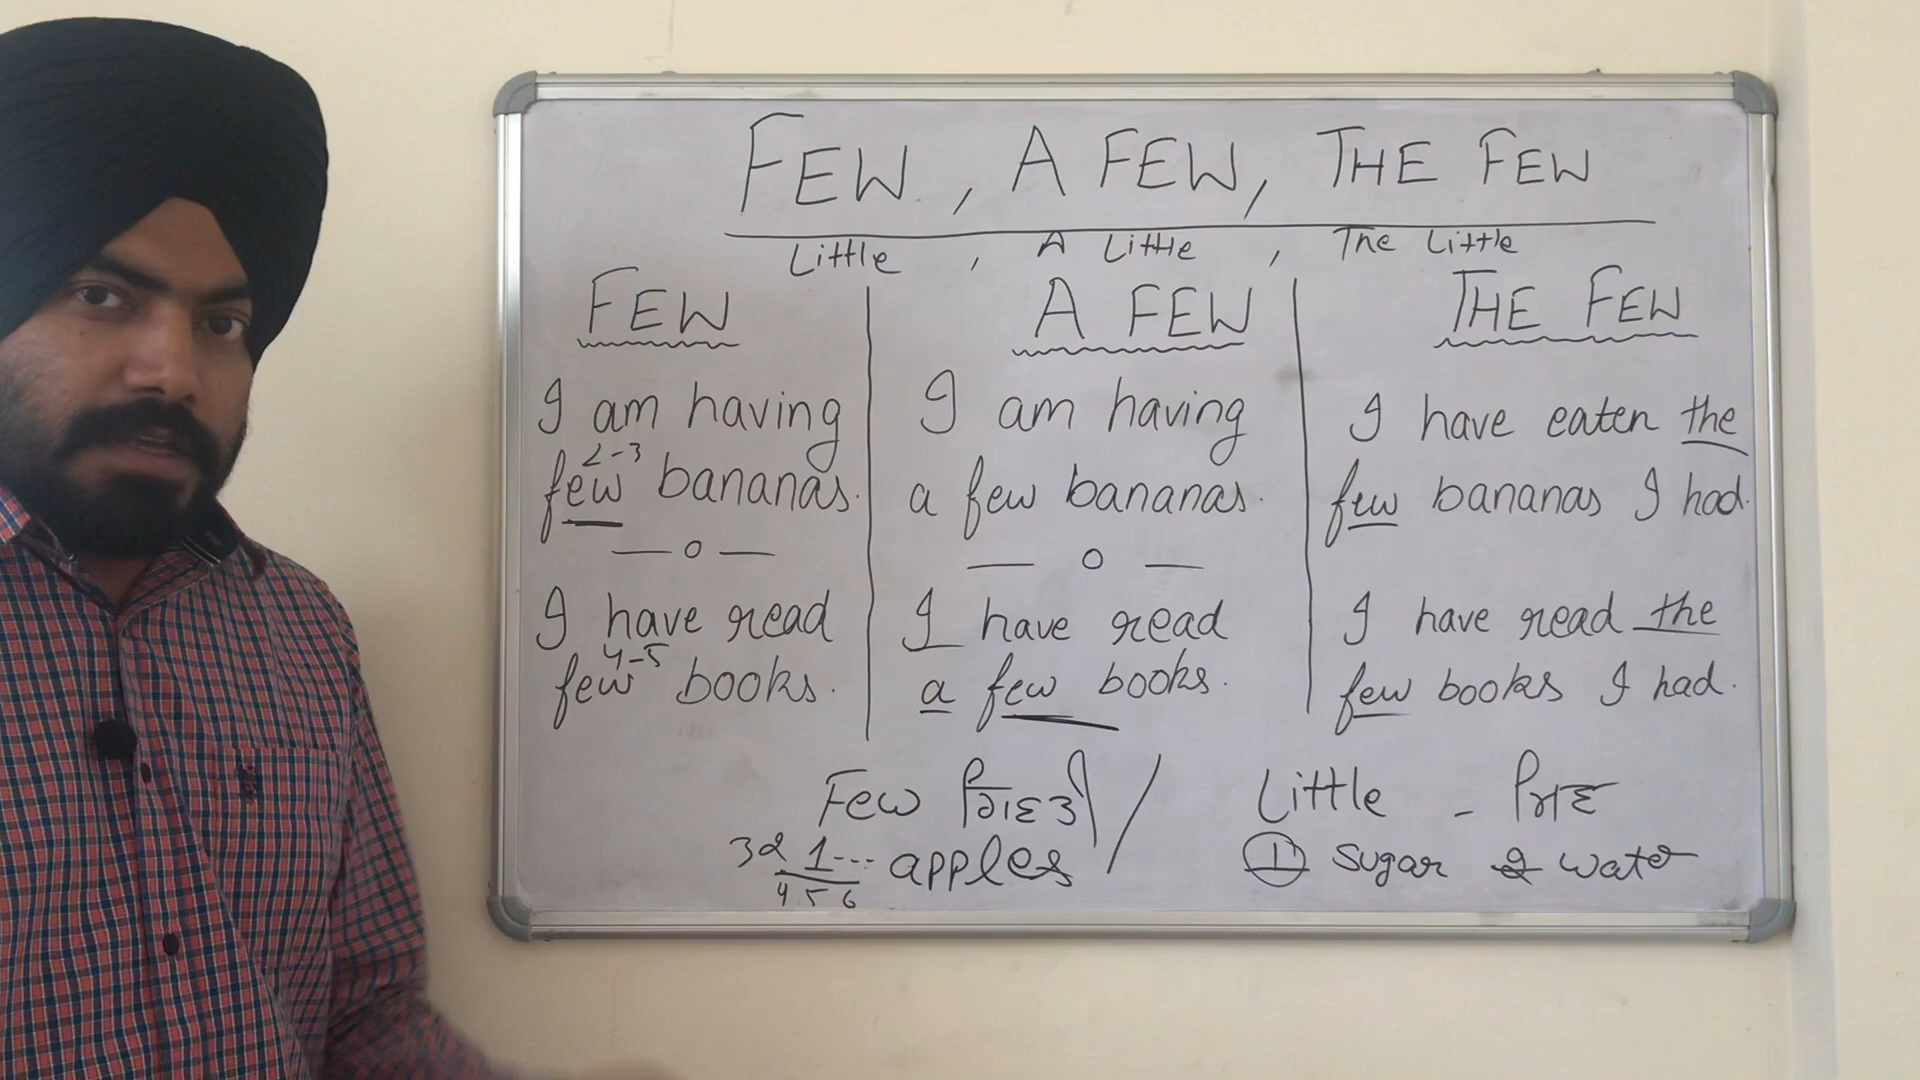 FEW, A FEW, THE FEW
Little, A Little, The Little
FEW
I am having
2-3
few bananas.
—o—
I have read
4-5
few books.
A FEW
I am having
a few bananas.
— o —
I have read
a few books.
THE FEW
I have eaten the
few bananas I had.
I have read the
few books I had.
Few ਗਿਣਤੀ /
3 2 1--- apples
4 5 6
Little - ਮਿਣ
① Sugar & Water